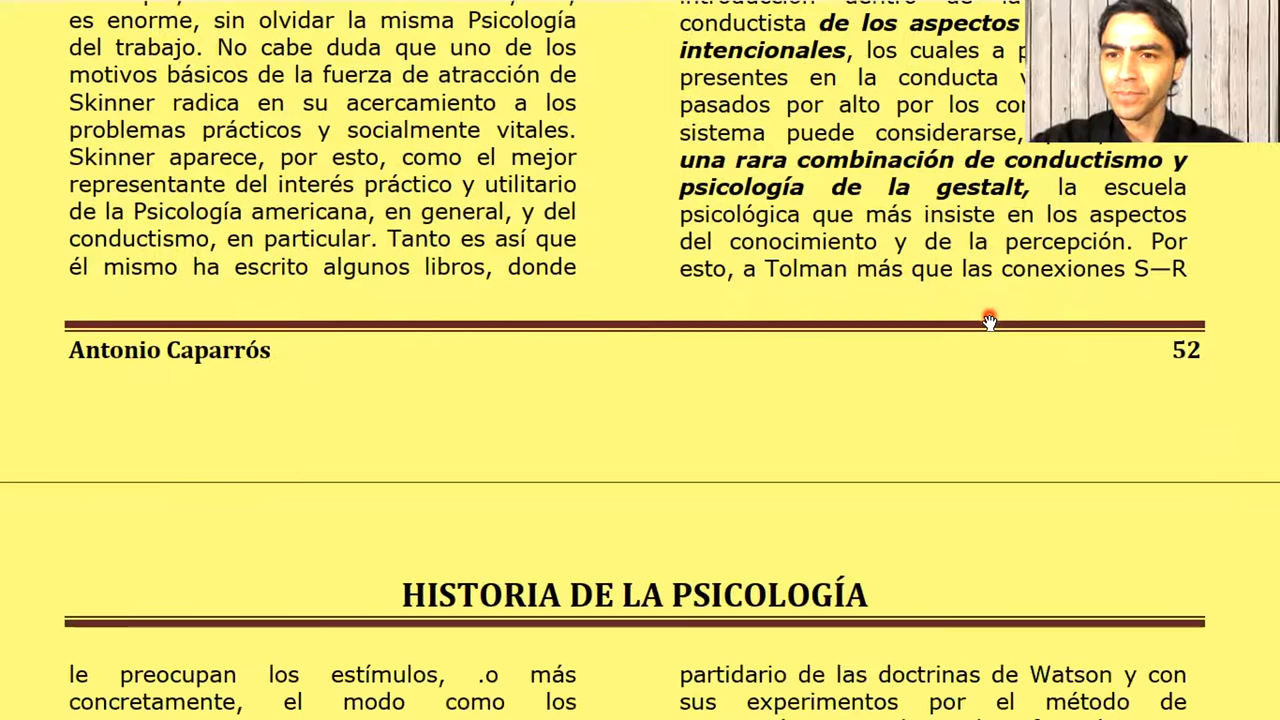 es enorme, sin olvidar la misma Psicología
del trabajo. No cabe duda que uno de los
motivos básicos de la fuerza de atracción de
Skinner radica en su acercamiento a los
problemas prácticos y socialmente vitales.
Skinner aparece, por esto, como el mejor
representante del interés práctico y utilitario
de la Psicología americana, en general, y del
conductismo, en particular. Tanto es así que
él mismo ha escrito algunos libros, donde
conductista de los aspectos
intencionales, los cuales a
presentes en la conducta
pasados por alto por los
sistema puede considerarse,
una rara combinación de conductismo y
psicología de la gestalt, la escuela
psicológica que más insiste en los aspectos
del conocimiento y de la percepción. Por
esto, a Tolman más que las conexiones S—R
Antonio Caparrós 52
HISTORIA DE LA PSICOLOGÍA
le preocupan los estímulos, .o más
concretamente, el modo como los
partidario de las doctrinas de Watson y con
sus experimentos por el método de